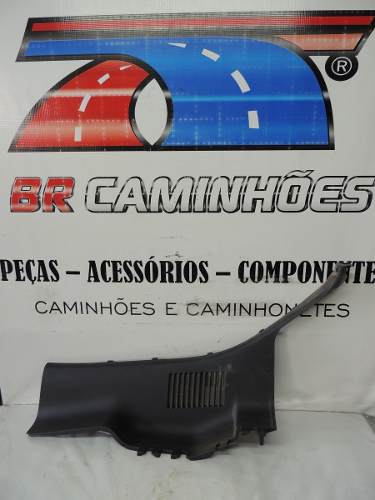 ®
BR CAMINHÕES
PEÇAS – ACESSÓRIOS – COMPONENTE
CAMINHÕES E CAMINHONETES